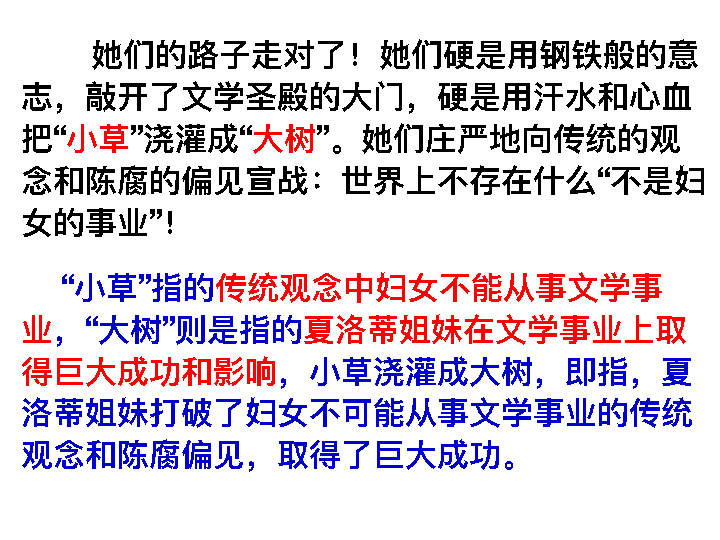 她们的路子走对了！她们硬是用钢铁般的意
志，敲开了文学圣殿的大门，硬是用汗水和心血
把“小草”浇灌成“大树”。她们庄严地向传统的观
念和陈腐的偏见宣战：世界上不存在什么“不是妇
女的事业”！
“小草”指的传统观念中妇女不能从事文学事
业，“大树”则是指的夏洛蒂姐妹在文学事业上取
得巨大成功和影响，小草浇灌成大树，即指，夏
洛蒂姐妹打破了妇女不可能从事文学事业的传统
观念和陈腐偏见，取得了巨大成功。